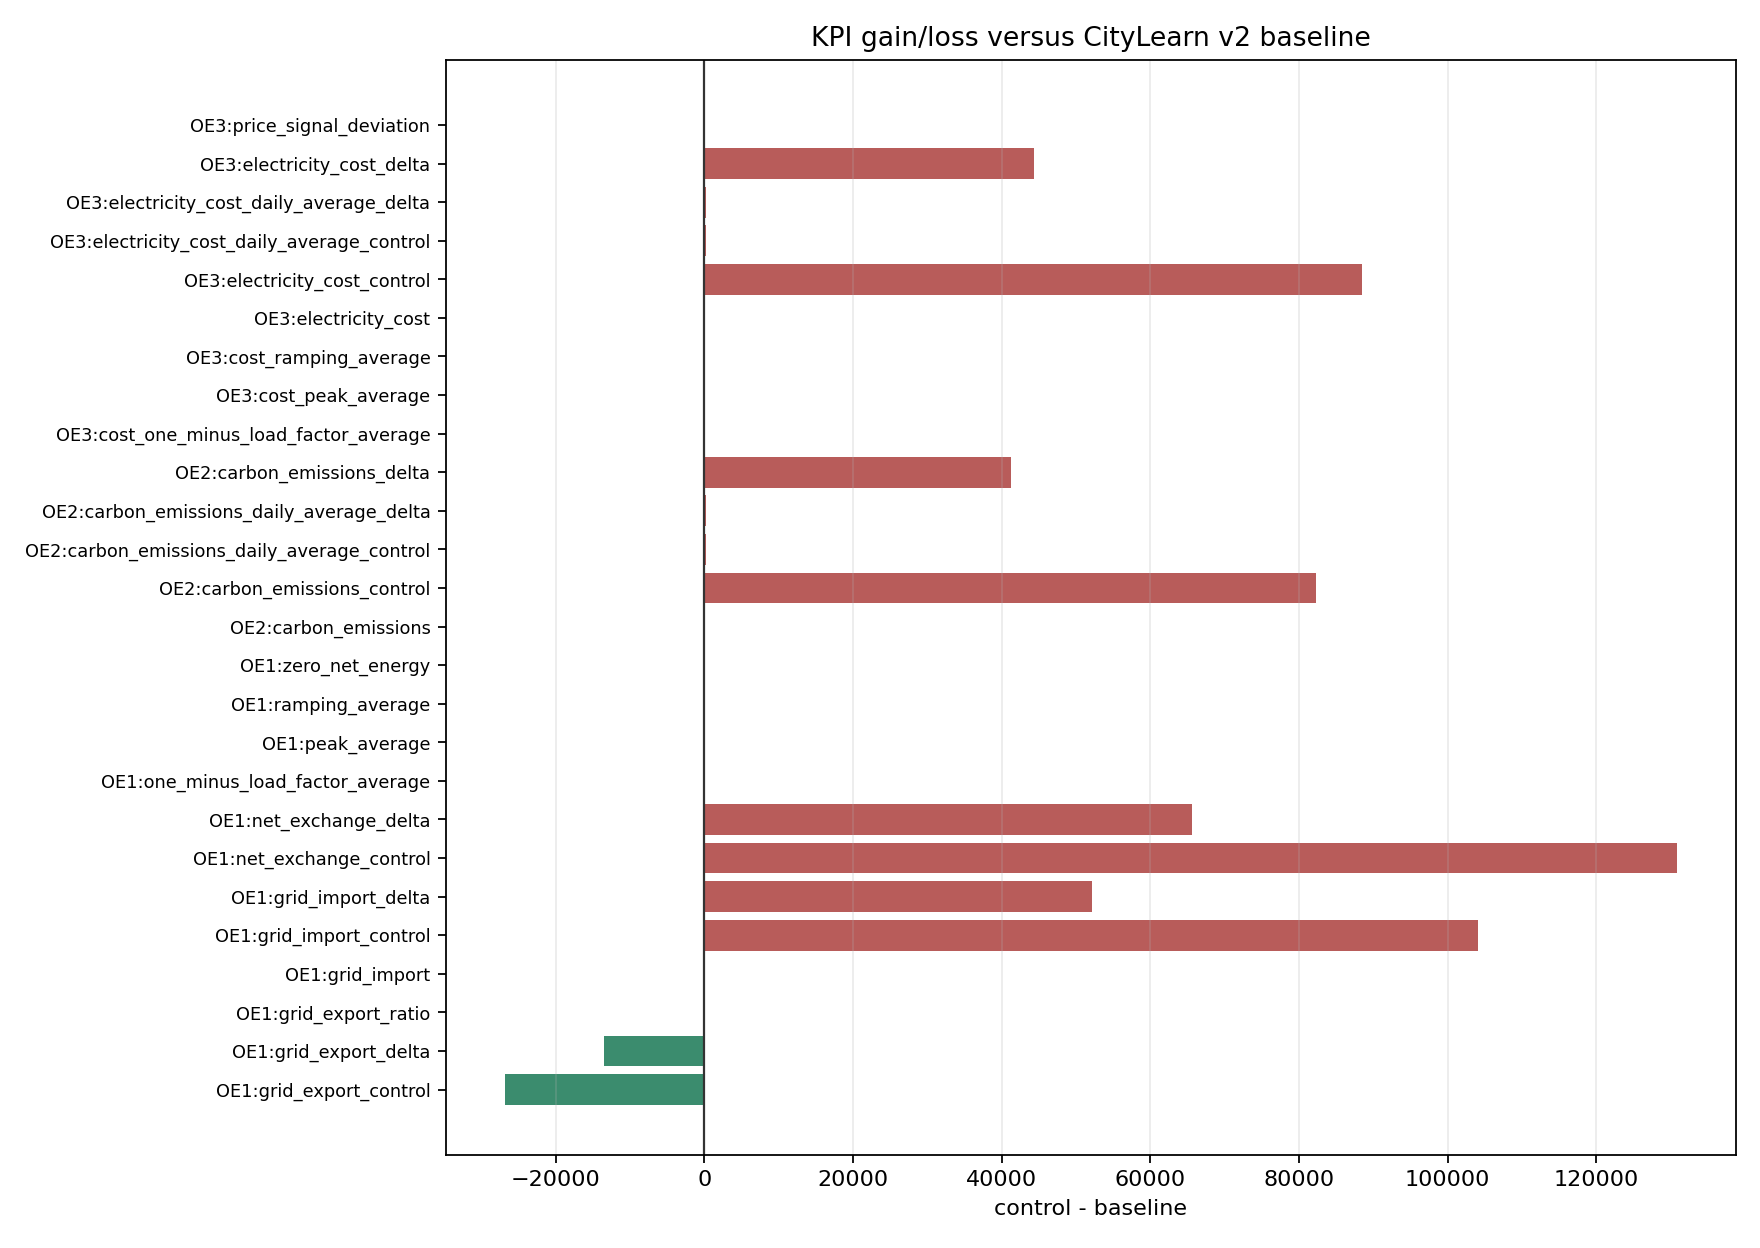 KPI gain/loss versus CityLearn v2 baseline
OE3:price_signal_deviation
OE3:electricity_cost_delta
OE3:electricity_cost_daily_average_delta
OE3:electricity_cost_daily_average_control
OE3:electricity_cost_control
OE3:electricity_cost
OE3:cost_ramping_average
OE3:cost_peak_average
OE3:cost_one_minus_load_factor_average
OE2:carbon_emissions_delta
OE2:carbon_emissions_daily_average_delta
OE2:carbon_emissions_daily_average_control
OE2:carbon_emissions_control
OE2:carbon_emissions
OE1:zero_net_energy
OE1:ramping_average
OE1:peak_average
OE1:one_minus_load_factor_average
OE1:net_exchange_delta
OE1:net_exchange_control
OE1:grid_import_delta
OE1:grid_import_control
OE1:grid_import
OE1:grid_export_ratio
OE1:grid_export_delta
OE1:grid_export_control
−20000 0 20000 40000 60000 80000 100000 120000
control - baseline